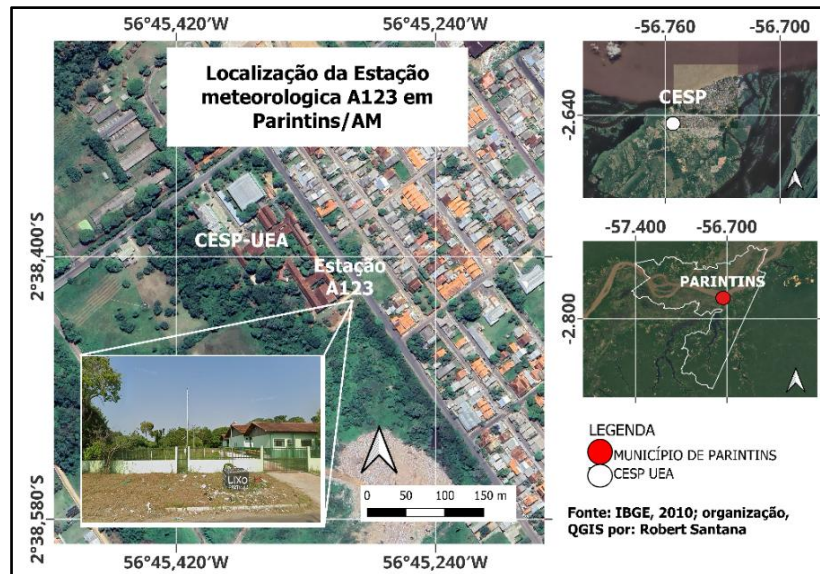 56°45,420'W
56°45,240'W
Localização da Estação
meteorologica A123 em
Parintins/AM
2°38,400'S
CESP-UEA
Estação
A123
LIXO
2°38,580'S
0 50 100 150 m
56°45,420'W
56°45,240'W
-56.760
-56.700
-2.640
CESP
-57.400
-56.700
PARINTINS
-2.800
LEGENDA
MUNICÍPIO DE PARINTINS
CESP UEA
Fonte: IBGE, 2010; organização,
QGIS por: Robert Santana